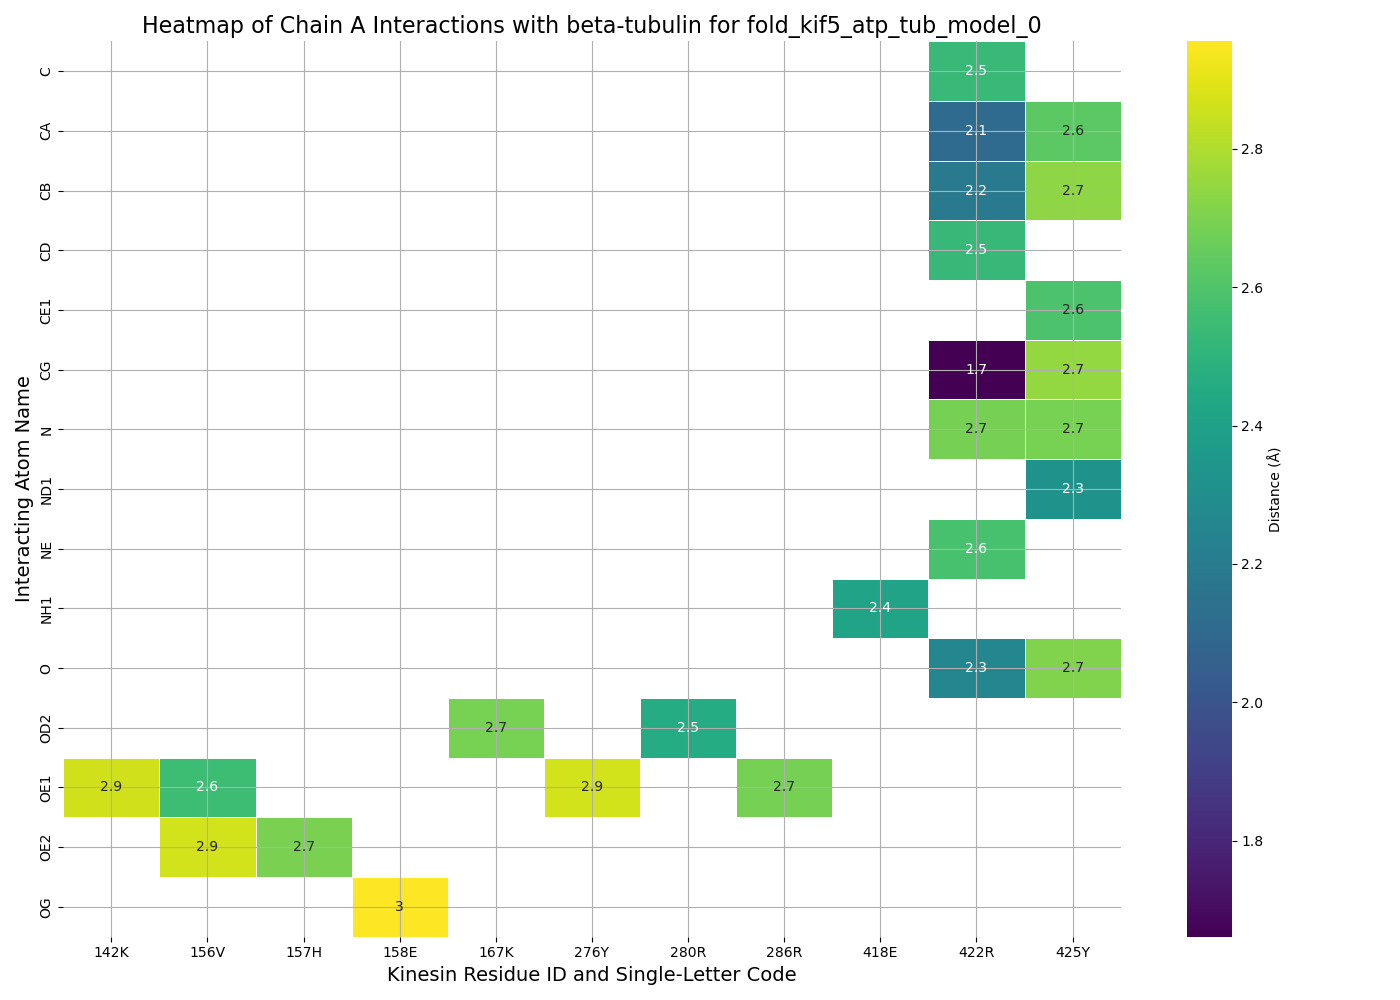 Heatmap of Chain A Interactions with beta-tubulin for fold_kif5_atp_tub_model_0
C 2.5
CA 2.1 2.6
CB 2.2 2.7
CD 2.5
CE1 2.6
CG 1.7 2.7
N 2.7 2.7
ND1 2.3
NE 2.6
NH1 2.4
O 2.3 2.7
OD2 2.7 2.5
OE1 2.9 2.6 2.9 2.7
OE2 2.9 2.7
OG 3
142K 156V 157H 158E 167K 276Y 280R 286R 418E 422R 425Y
Kinesin Residue ID and Single-Letter Code
Interacting Atom Name
2.8
2.6
2.4
2.2
2.0
1.8
Distance (Å)